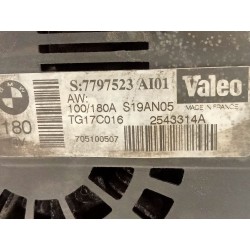 S:7797523 AI01
AW:
100/180A S19AN05
Valeo
MADE IN FRANCE
180
TG17C016 2543314A
705100507